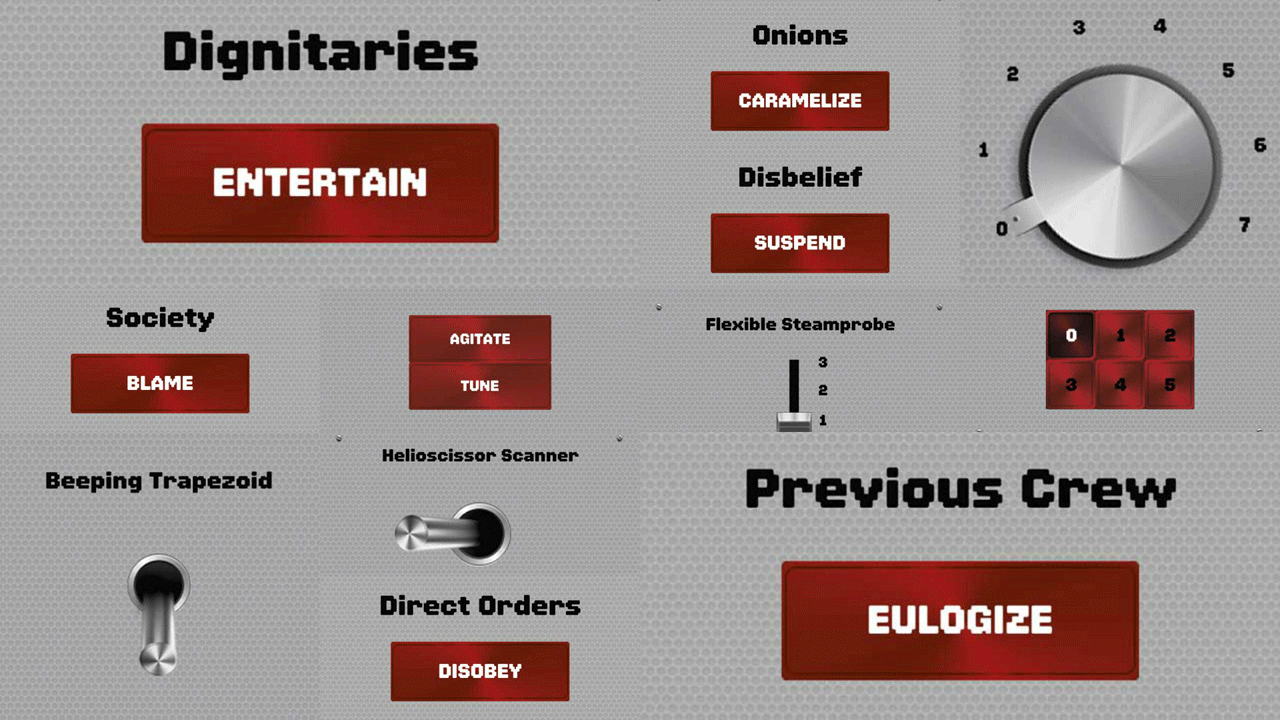 Dignitaries
ENTERTAIN
Onions
CARAMELIZE
Disbelief
SUSPEND
0 1 2 3 4 5 6 7
Society
BLAME
AGITATE
TUNE
Flexible Steamprobe
3
2
1
0 1 2
3 4 5
Beeping Trapezoid
Helioscissor Scanner
Direct Orders
DISOBEY
Previous Crew
EULOGIZE